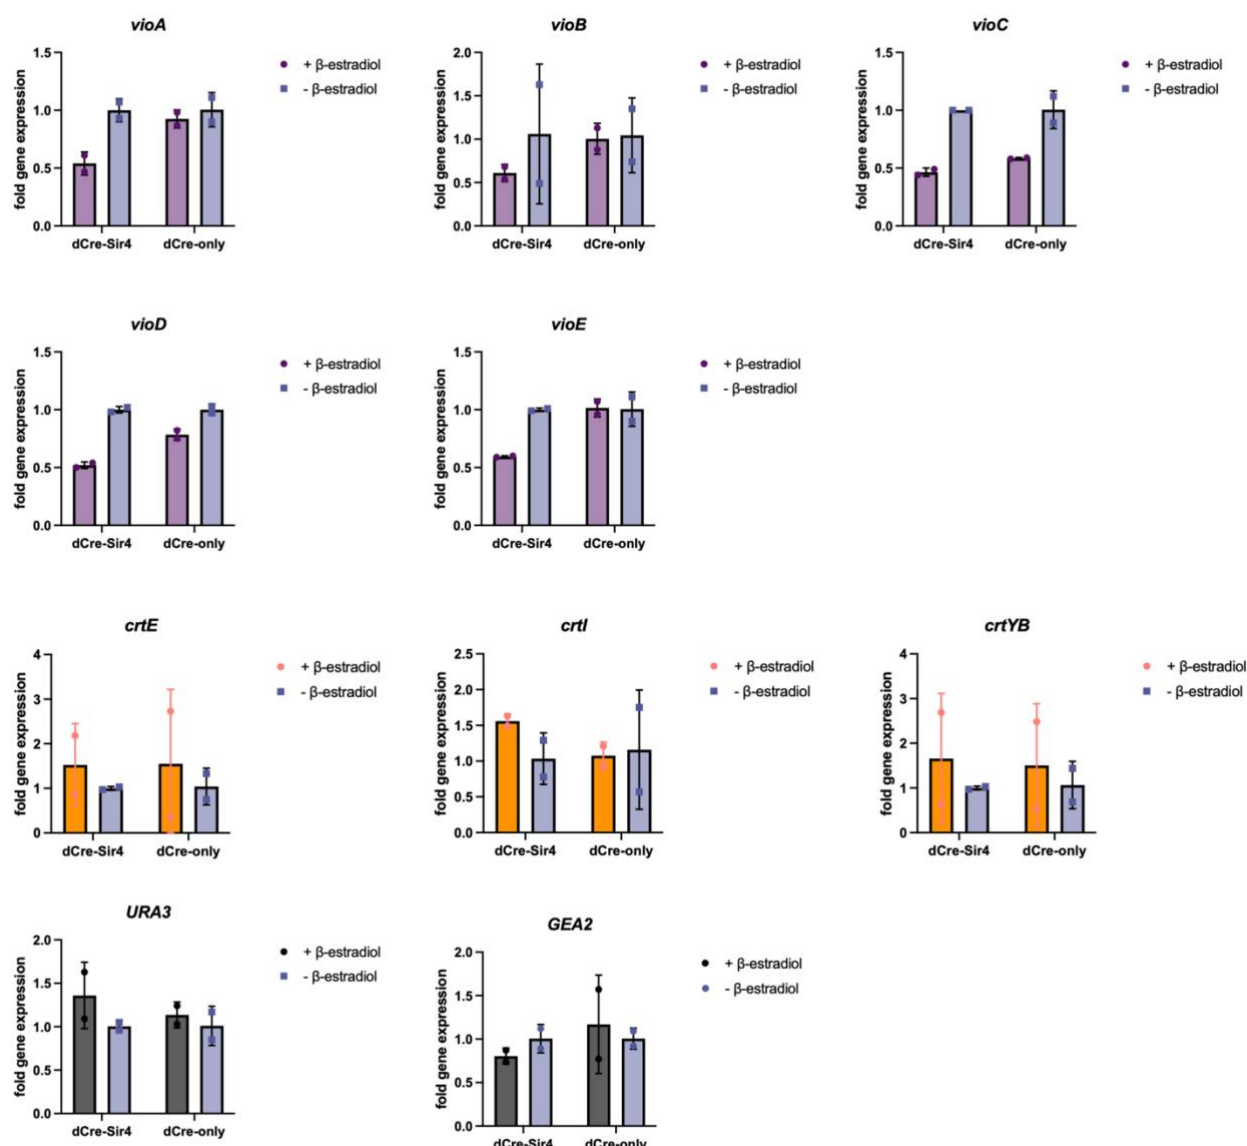 vioA
fold gene expression
1.5
1.0
0.5
0.0
dCre-Sir4 dCre-only
+ β-estradiol
- β-estradiol
vioB
fold gene expression
2.0
1.5
1.0
0.5
0.0
dCre-Sir4 dCre-only
+ β-estradiol
- β-estradiol
vioC
fold gene expression
1.5
1.0
0.5
0.0
dCre-Sir4 dCre-only
+ β-estradiol
- β-estradiol
vioD
fold gene expression
1.5
1.0
0.5
0.0
dCre-Sir4 dCre-only
+ β-estradiol
- β-estradiol
vioE
fold gene expression
1.5
1.0
0.5
0.0
dCre-Sir4 dCre-only
+ β-estradiol
- β-estradiol
crtE
fold gene expression
4
3
2
1
0
dCre-Sir4 dCre-only
+ β-estradiol
- β-estradiol
crtI
fold gene expression
2.5
2.0
1.5
1.0
0.5
0.0
dCre-Sir4 dCre-only
+ β-estradiol
- β-estradiol
crtYB
fold gene expression
4
3
2
1
0
dCre-Sir4 dCre-only
+ β-estradiol
- β-estradiol
URA3
fold gene expression
2.0
1.5
1.0
0.5
0.0
dCre-Sir4 dCre-only
+ β-estradiol
- β-estradiol
GEA2
fold gene expression
2.0
1.5
1.0
0.5
0.0
dCre-Sir4 dCre-only
+ β-estradiol
- β-estradiol